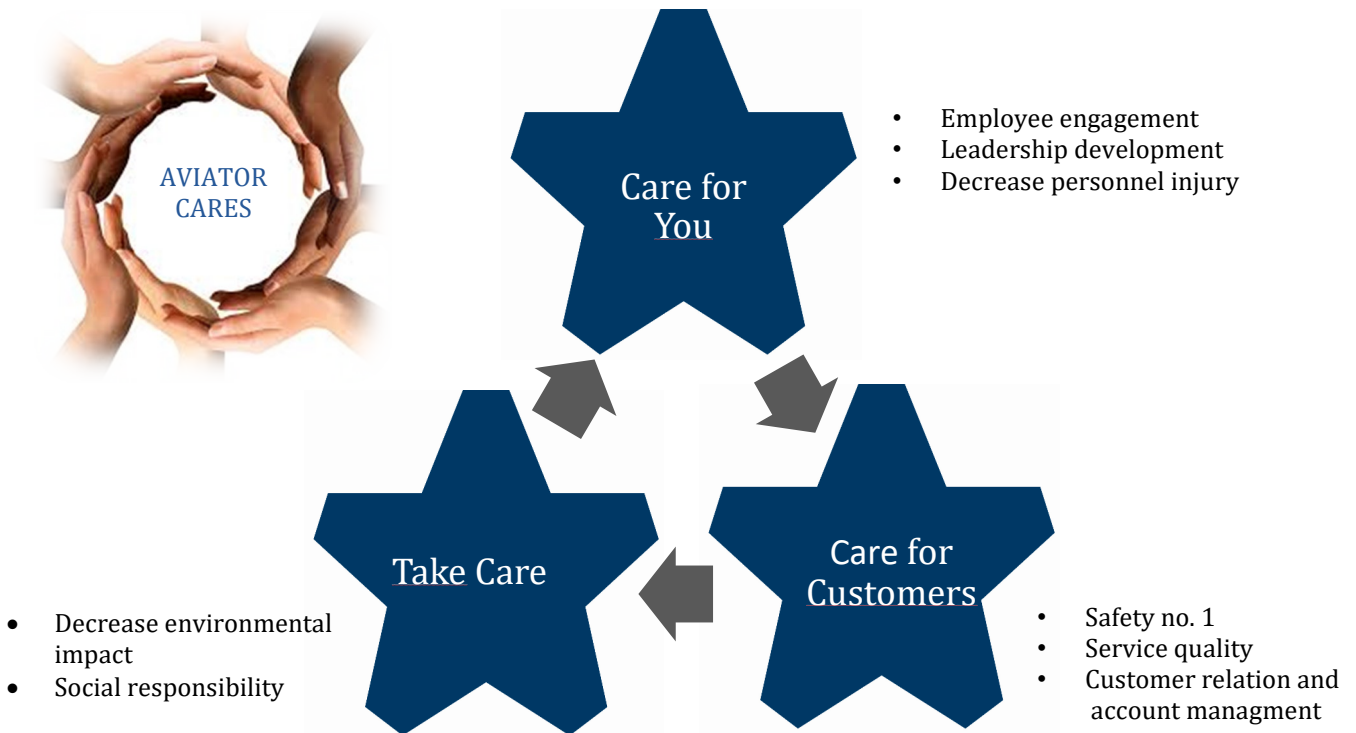 AVIATOR
CARES
Care for
You
• Employee engagement
• Leadership development
• Decrease personnel injury
Care for
Customers
• Safety no. 1
• Service quality
• Customer relation and
account managment
Take Care
• Decrease environmental
impact
• Social responsibility